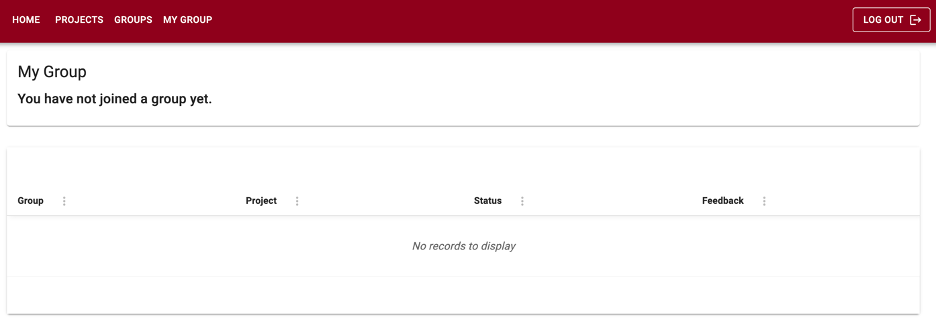 HOME PROJECTS GROUPS MY GROUP LOG OUT
My Group
You have not joined a group yet.
Group Project Status Feedback
No records to display